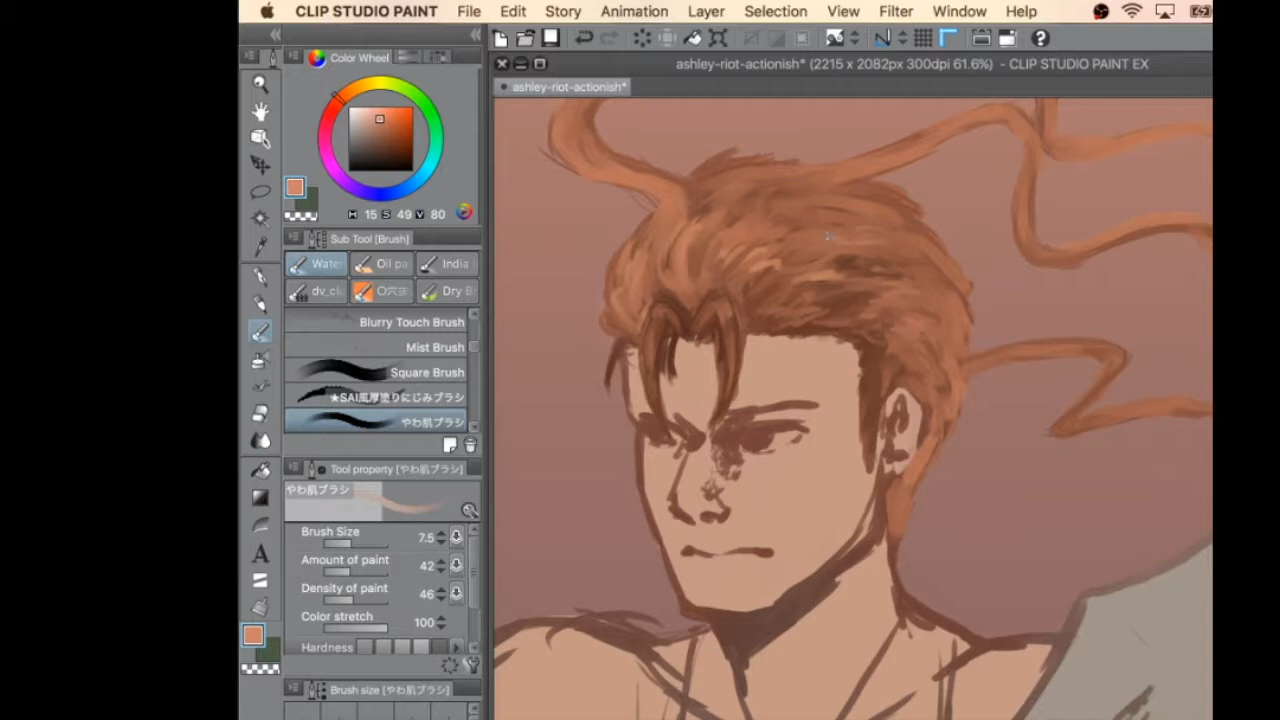 CLIP STUDIO PAINT File Edit Story Animation Layer Selection View Filter Window Help
ashley-riot-actionish* (2215 x 2082px 300dpi 61.6%) - CLIP STUDIO PAINT EX
Color Wheel
ashley-riot-actionish*
H 15 S 49 V 80
Sub Tool [Brush]
Water Oil pa India
dv_clu Dry B
Blurry Touch Brush
Mist Brush
Square Brush
★SAI風厚塗りにじみブラシ
やわ肌ブラシ
Tool property [やわ肌ブラシ]
やわ肌ブラシ
Brush Size 7.5
Amount of paint 42
Density of paint 46
Color stretch 100
Hardness
Brush size [やわ肌ブラシ]